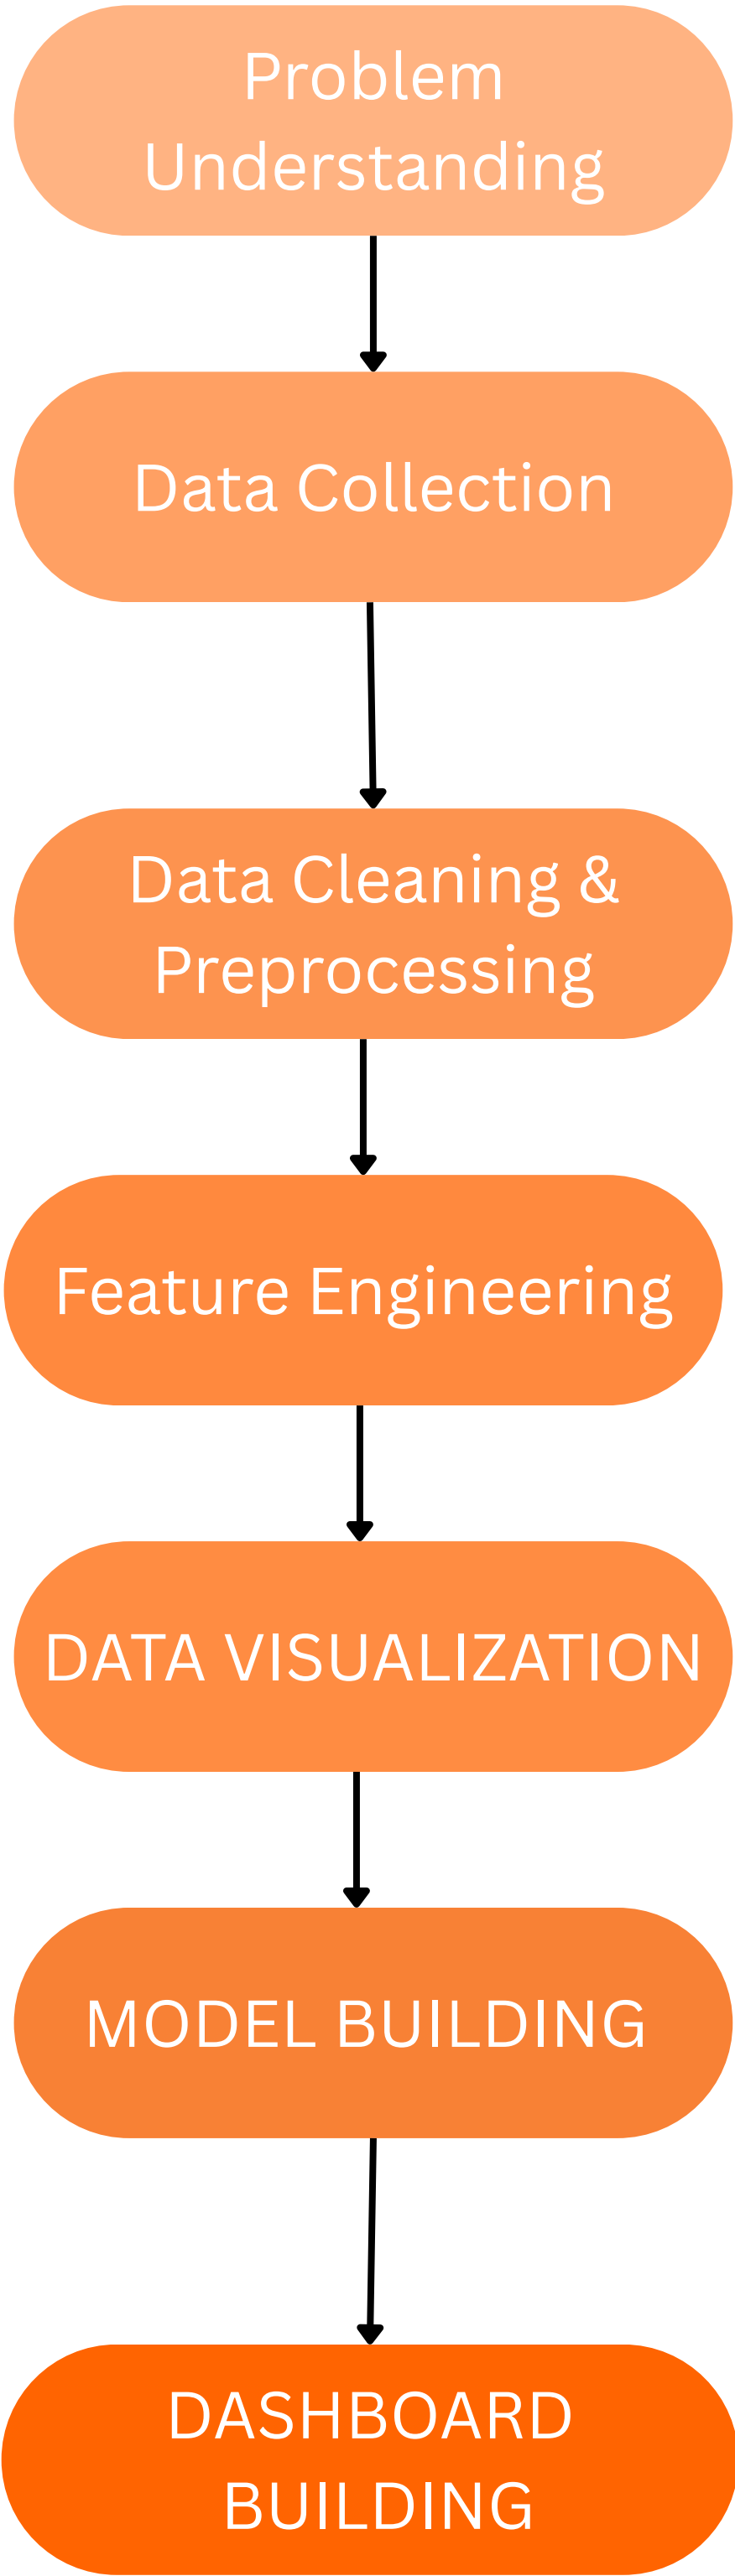 Problem
Understanding
Data Collection
Data Cleaning &
Preprocessing
Feature Engineering
DATA VISUALIZATION
MODEL BUILDING
DASHBOARD
BUILDING